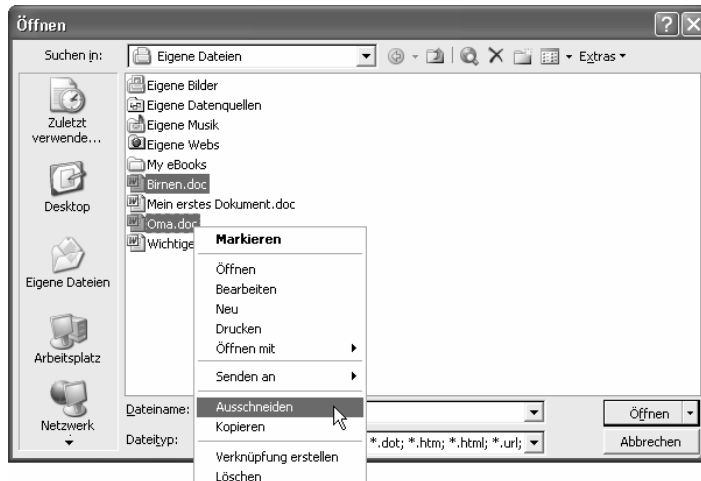 Öffnen
Suchen in: Eigene Dateien Extras
Zuletzt
verwende...
Desktop
Eigene Dateien
Arbeitsplatz
Netzwerk
Eigene Bilder
Eigene Datenquellen
Eigene Musik
Eigene Webs
My eBooks
Birnen.doc
Mein erstes Dokument.doc
Oma.doc
Wichtige
Markieren
Öffnen
Bearbeiten
Neu
Drucken
Öffnen mit
Senden an
Ausschneiden
Kopieren
Verknüpfung erstellen
Löschen
Dateiname:
Dateityp: *.dot; *.htm; *.html; *.url;
Öffnen
Abbrechen